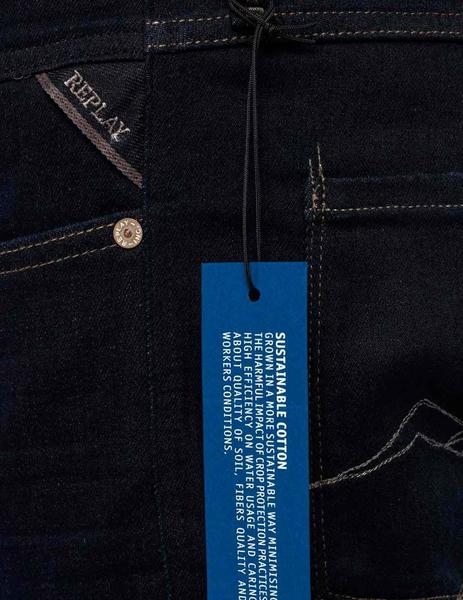 REPLAY
REPLAY
SUSTAINABLE COTTON
GROWN IN A MORE SUSTAINABLE WAY MINIMISING
THE HARMFUL IMPACT OF CROP PROTECTION PRACTICES
HIGH EFFICIENCY ON WATER USAGE AND CARING
ABOUT QUALITY OF SOIL, FIBERS QUALITY AND
WORKERS CONDITIONS.